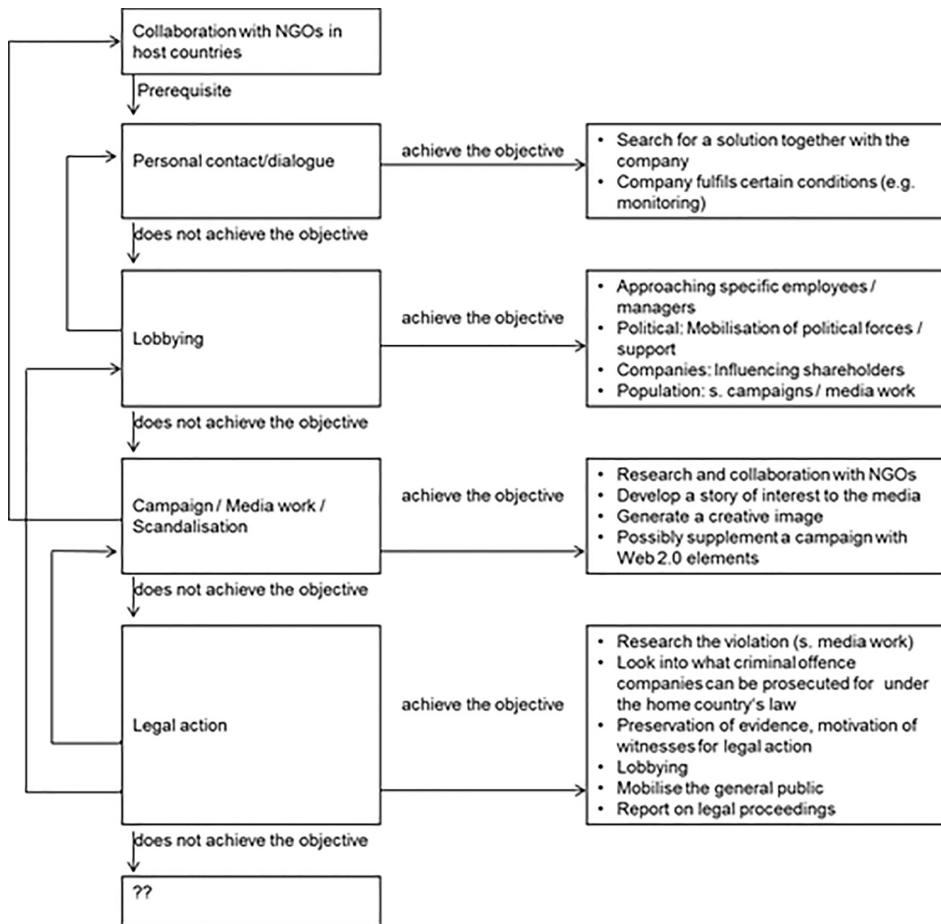 Collaboration with NGOs in
host countries
Prerequisite
Personal contact/dialogue
achieve the objective
• Search for a solution together with the
company
• Company fulfils certain conditions (e.g.
monitoring)
does not achieve the objective
Lobbying
achieve the objective
• Approaching specific employees /
managers
• Political: Mobilisation of political forces /
support
• Companies: Influencing shareholders
• Population: s. campaigns / media work
does not achieve the objective
Campaign / Media work /
Scandalisation
achieve the objective
• Research and collaboration with NGOs
• Develop a story of interest to the media
• Generate a creative image
• Possibly supplement a campaign with
Web 2.0 elements
does not achieve the objective
Legal action
achieve the objective
• Research the violation (s. media work)
• Look into what criminal offence
companies can be prosecuted for under
the home country's law
• Preservation of evidence, motivation of
witnesses for legal action
• Lobbying
• Mobilise the general public
• Report on legal proceedings
does not achieve the objective
??